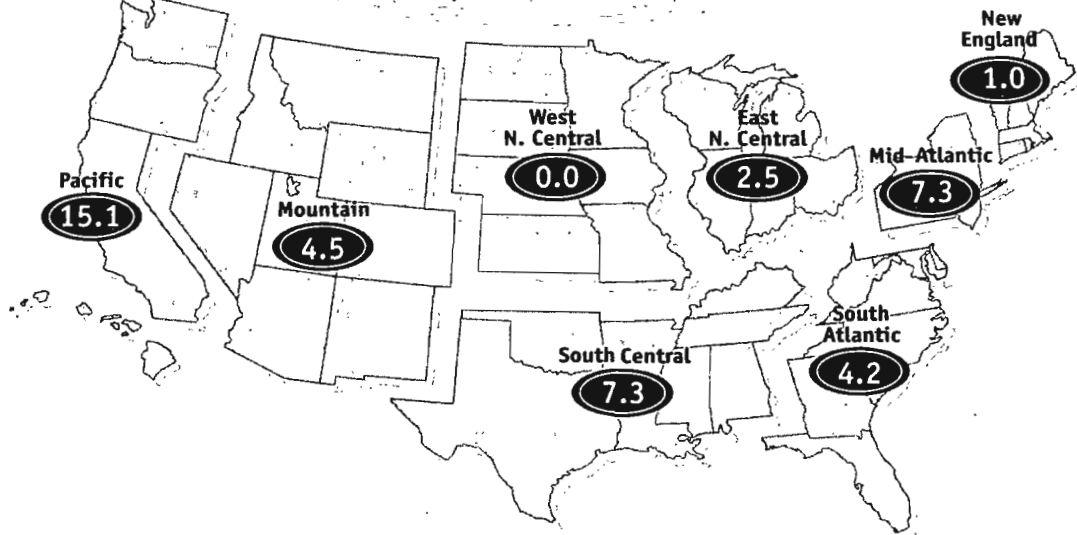 New
England
1.0
West
N. Central
0.0
East
N. Central
2.5
Mid-Atlantic
7.3
Pacific
15.1
Mountain
4.5
South Central
7.3
South
Atlantic
4.2